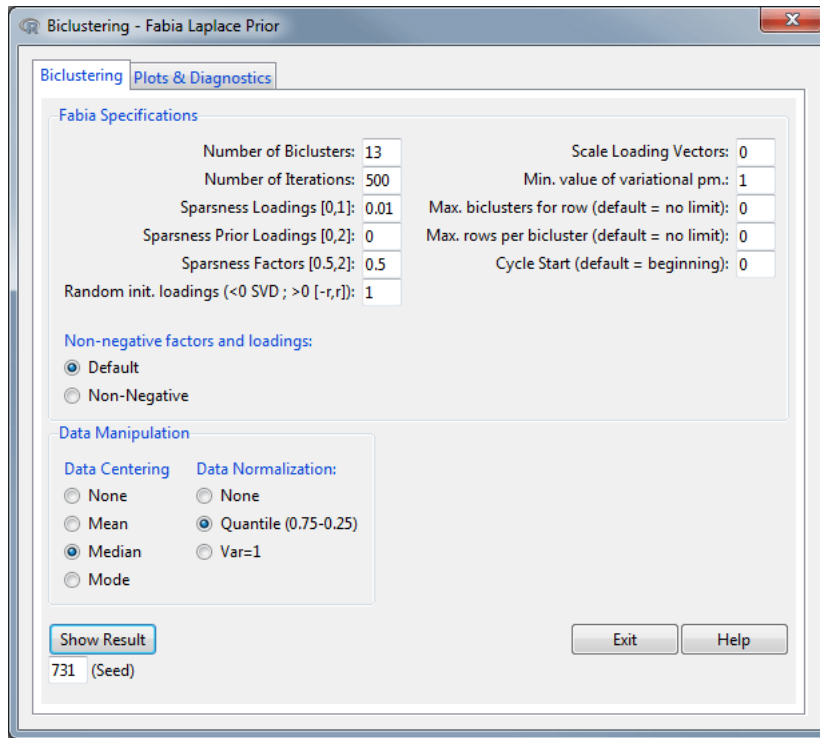 Biclustering - Fabia Laplace Prior
Biclustering Plots & Diagnostics
Fabia Specifications
Number of Biclusters: 13
Number of Iterations: 500
Sparsness Loadings [0,1]: 0.01
Sparsness Prior Loadings [0,2]: 0
Sparsness Factors [0.5,2]: 0.5
Random init. loadings (<0 SVD ; >0 [-r,r]): 1
Scale Loading Vectors: 0
Min. value of variational pm.: 1
Max. biclusters for row (default = no limit): 0
Max. rows per bicluster (default = no limit): 0
Cycle Start (default = beginning): 0
Non-negative factors and loadings:
Default
Non-Negative
Data Manipulation
Data Centering
None
Mean
Median
Mode
Data Normalization:
None
Quantile (0.75-0.25)
Var=1
Show Result
731 (Seed)
Exit
Help